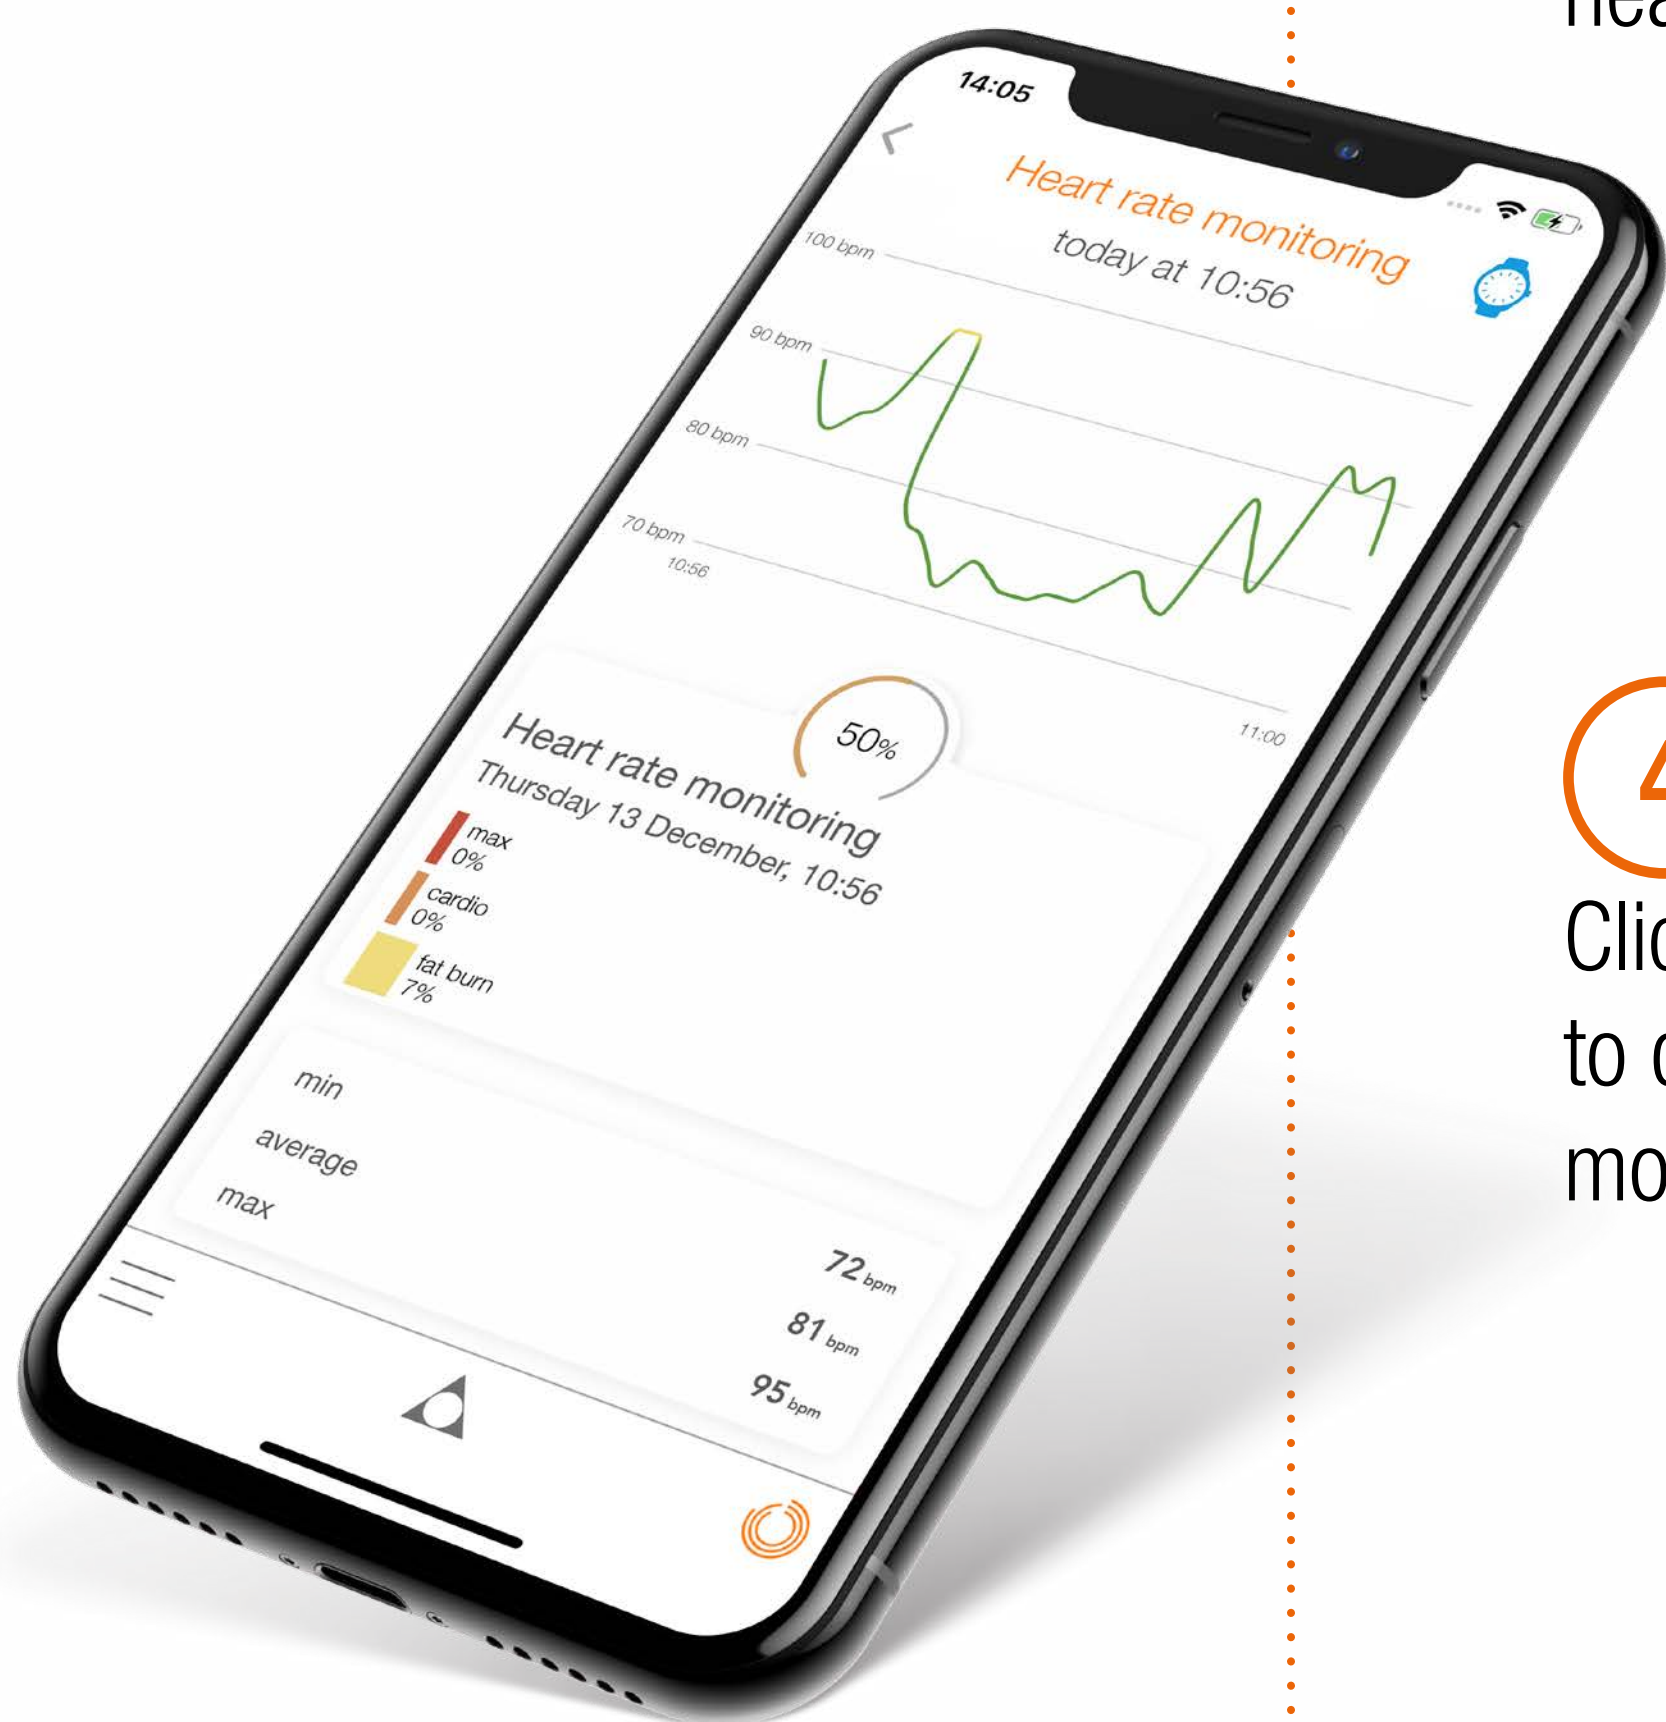 14:05
Heart rate monitoring
today at 10:56
100 bpm
90 bpm
80 bpm
70 bpm
10:56
11:00
50%
Heart rate monitoring
Thursday 13 December, 10:56
max
0%
cardio
0%
fat burn
7%
min
72 bpm
average
81 bpm
max
95 bpm
to